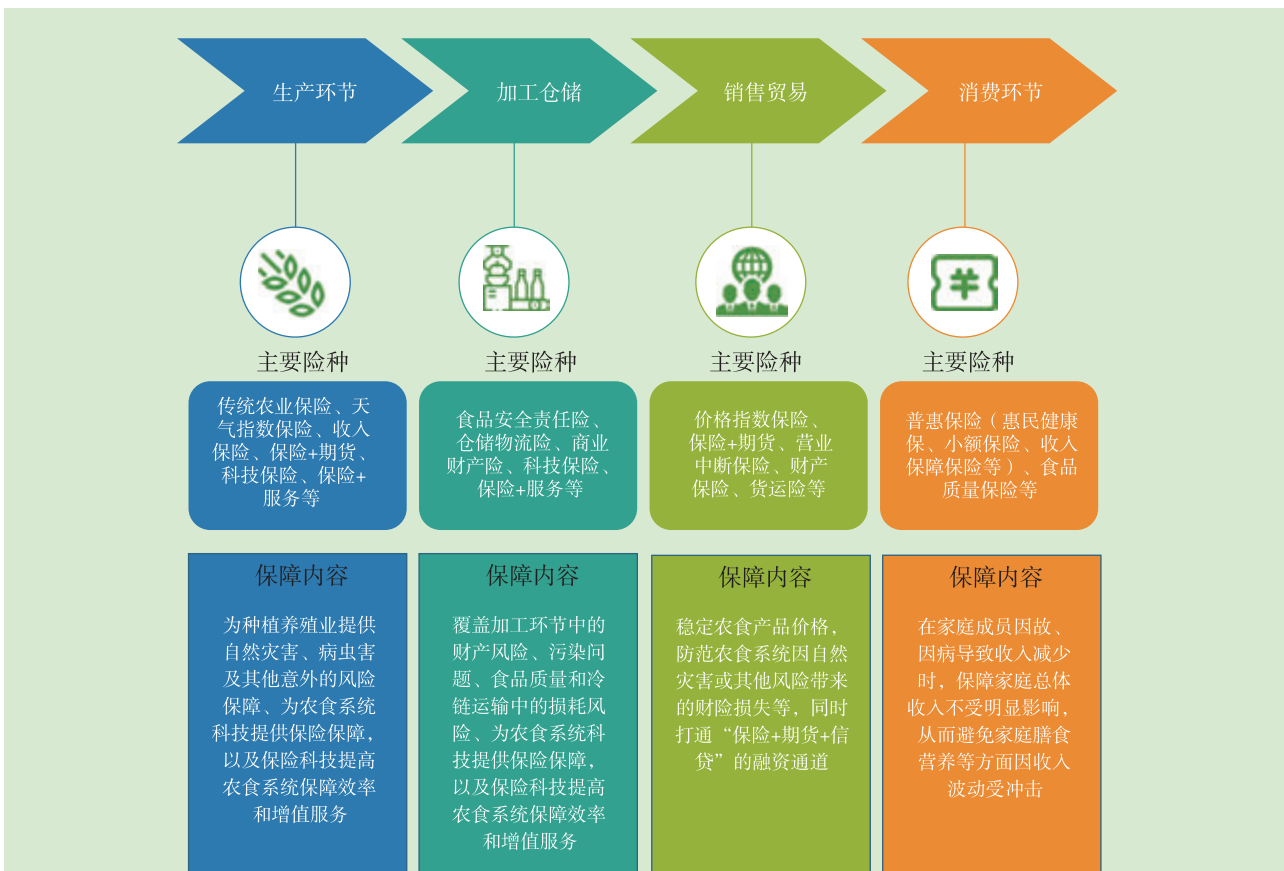 生产环节
加工仓储
销售贸易
消费环节
主要险种
主要险种
主要险种
主要险种
传统农业保险、天
气指数保险、收入
保险、保险+期货、
科技保险、保险+
服务等
食品安全责任险、
仓储物流险、商业
财产险、科技保险、
保险+服务等
价格指数保险、
保险+期货、营业
中断保险、财产
保险、货运险等
普惠保险（惠民健康
保、小额保险、收入
保障保险等）、食品
质量保险等
保障内容
为种植养殖业提供
自然灾害、病虫害
及其他意外的风险
保障、为农食系统
科技提供保险保障，
以及保险科技提高
农食系统保障效率
和增值服务
保障内容
覆盖加工环节中的
财产风险、污染问
题、食品质量和冷
链运输中的损耗风
险、为农食系统科
技提供保险保障，
以及保险科技提高
农食系统保障效率
和增值服务
保障内容
稳定农食产品价格，
防范农食系统因自然
灾害或其他风险带来
的财险损失等，同时
打通“保险+期货+信
贷”的融资通道
保障内容
在家庭成员因故、
因病导致收入减少
时，保障家庭总体
收入不受明显影响，
从而避免家庭膳食
营养等方面因收入
波动受冲击